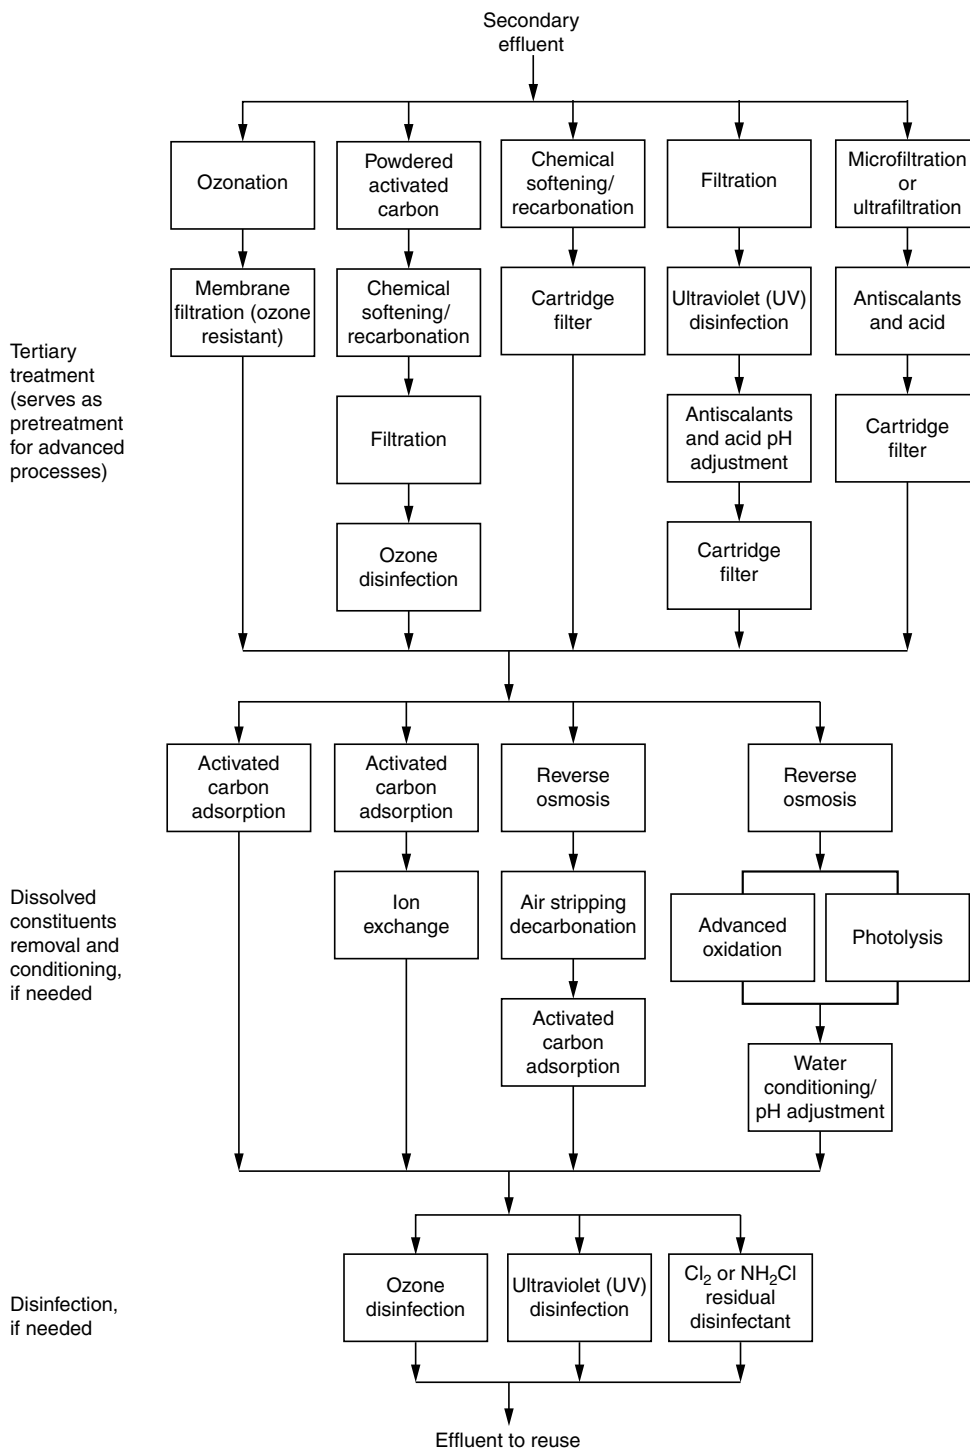 Secondary
effluent
Ozonation
Powdered
activated
carbon
Chemical
softening/
recarbonation
Filtration
Microfiltration
or
ultrafiltration
Membrane
filtration (ozone
resistant)
Chemical
softening/
recarbonation
Cartridge
filter
Ultraviolet (UV)
disinfection
Antiscalants
and acid
Tertiary
treatment
(serves as
pretreatment
for advanced
processes)
Filtration
Antiscalants
and acid pH
adjustment
Cartridge
filter
Ozone
disinfection
Cartridge
filter
Activated
carbon
adsorption
Activated
carbon
adsorption
Reverse
osmosis
Reverse
osmosis
Dissolved
constituents
removal and
conditioning,
if needed
Ion
exchange
Air stripping
decarbonation
Advanced
oxidation
Photolysis
Activated
carbon
adsorption
Water
conditioning/
pH adjustment
Disinfection,
if needed
Ozone
disinfection
Ultraviolet (UV)
disinfection
Cl₂ or NH₂Cl
residual
disinfectant
Effluent to reuse